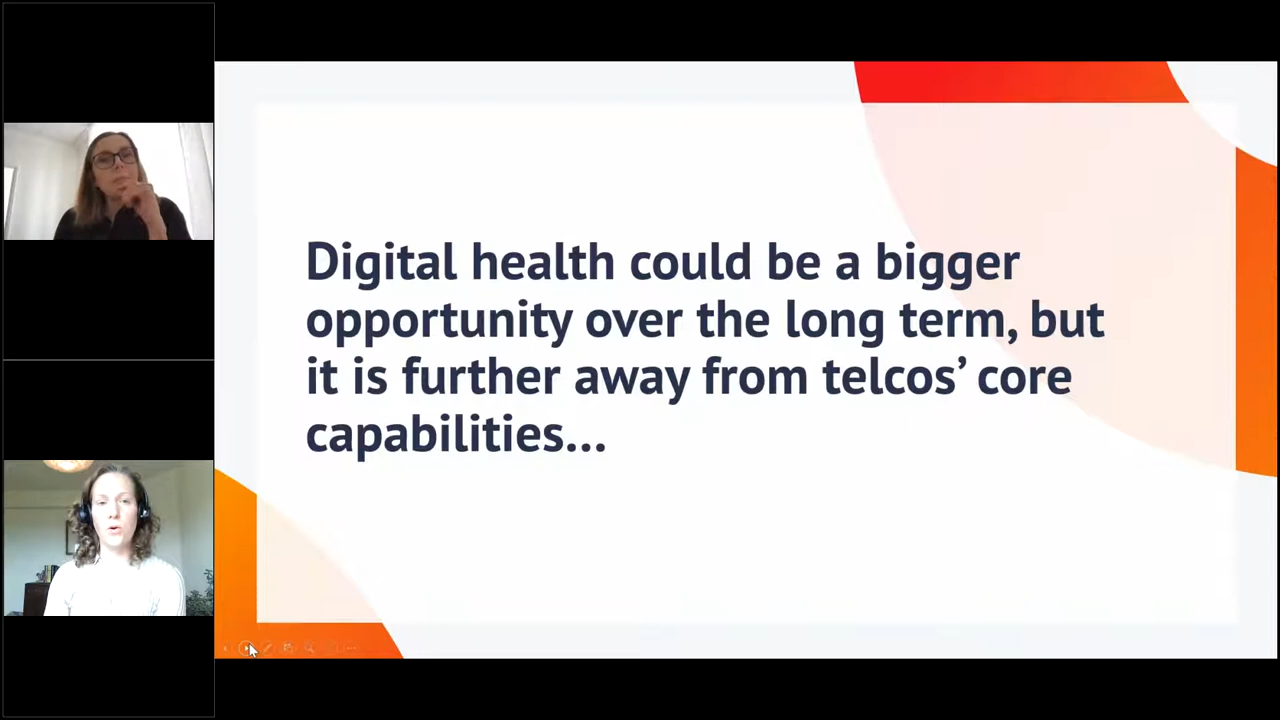 Digital health could be a bigger
opportunity over the long term, but
it is further away from telcos’ core
capabilities...